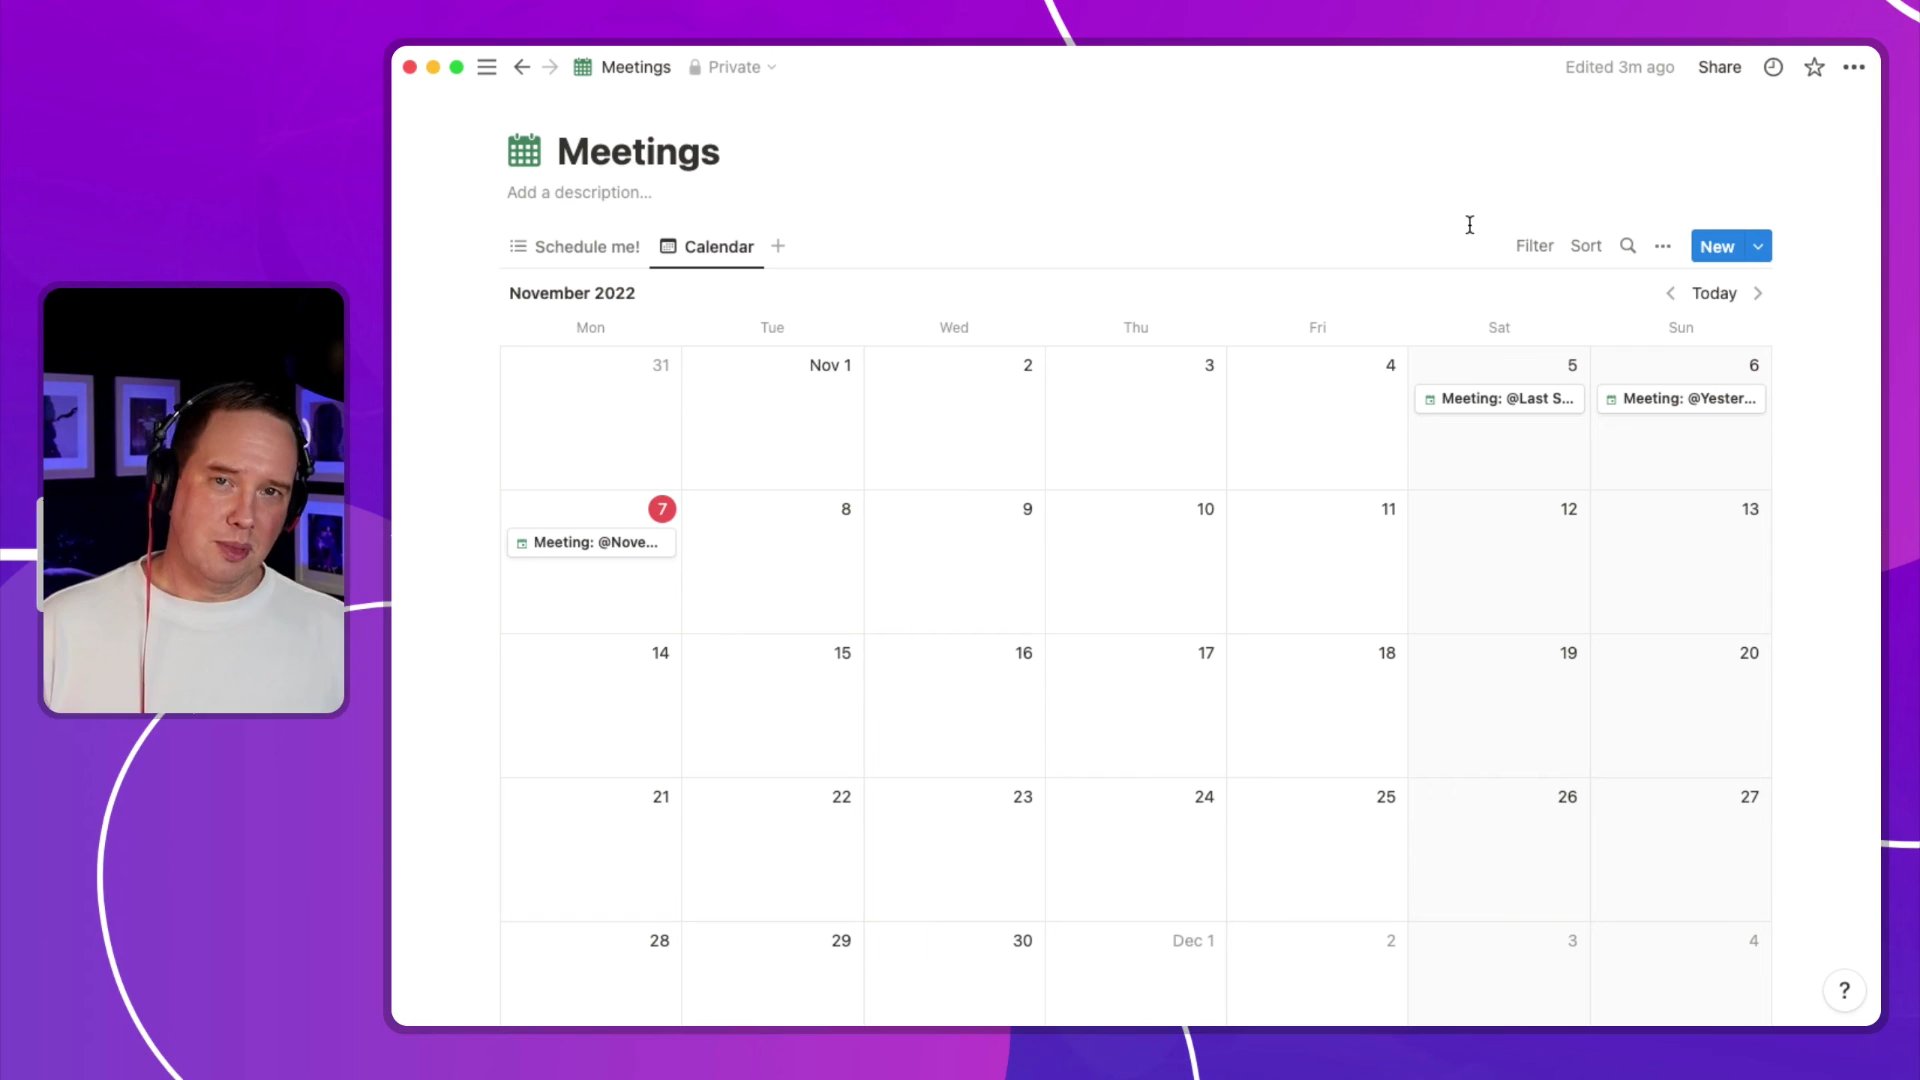 Meetings Private Edited 3m ago Share
Meetings
Add a description...
Schedule me! Calendar Filter Sort New
November 2022 Today
Mon Tue Wed Thu Fri Sat Sun
31 Nov 1 2 3 4 5 6
Meeting: @Last S... Meeting: @Yester...
7 8 9 10 11 12 13
Meeting: @Nove...
14 15 16 17 18 19 20
21 22 23 24 25 26 27
28 29 30 Dec 1 2 3 4
?